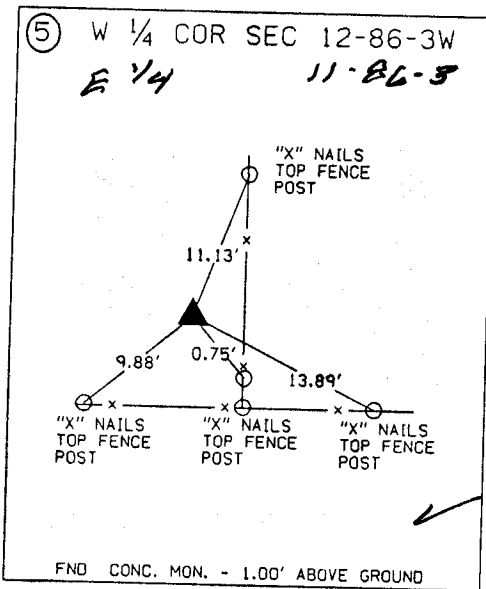 5 W 1/4 COR SEC 12-86-3W
E 1/4 11-86-3
"X" NAILS
TOP FENCE
POST
x
11.13'
9.88'
0.75'
13.89'
x
x
x
x
"X" NAILS
TOP FENCE
POST
"X" NAILS
TOP FENCE
POST
"X" NAILS
TOP FENCE
POST
FND CONC. MON. - 1.00' ABOVE GROUND